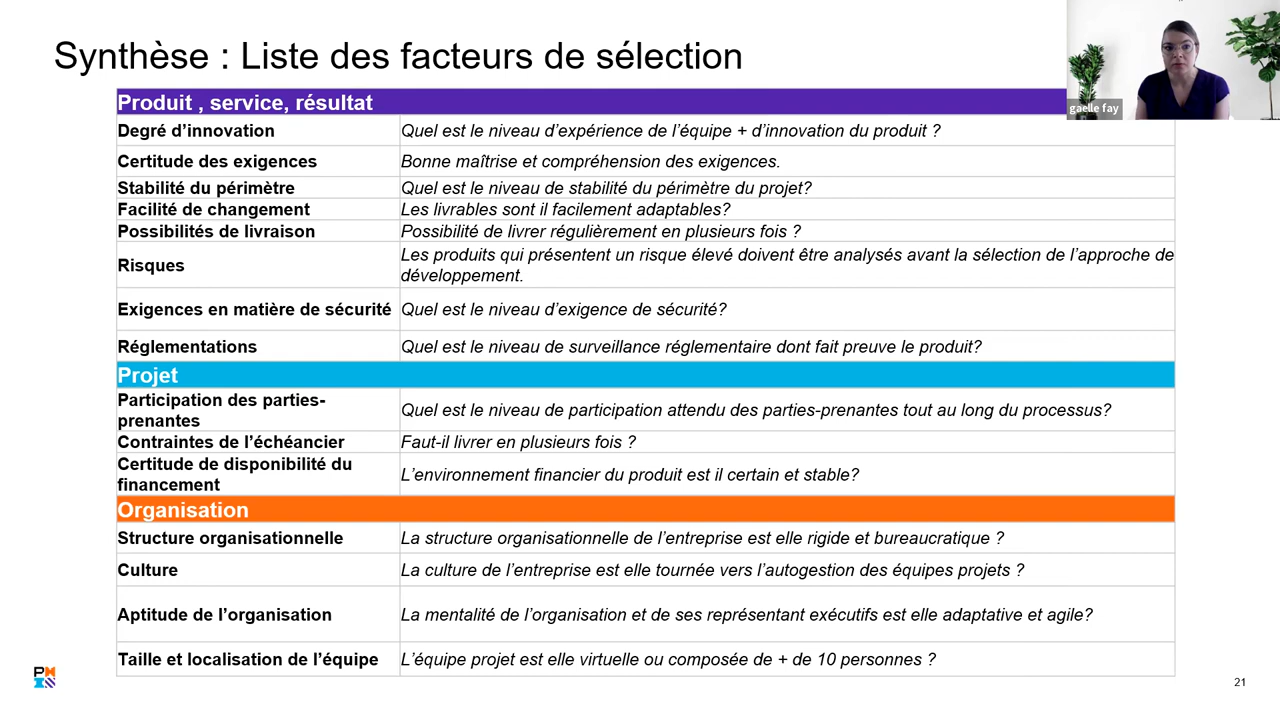 Synthèse : Liste des facteurs de sélection
gaelle fay
Produit , service, résultat
Degré d’innovation
Quel est le niveau d’expérience de l’équipe + d’innovation du produit ?
Certitude des exigences
Bonne maîtrise et compréhension des exigences.
Stabilité du périmètre
Quel est le niveau de stabilité du périmètre du projet?
Facilité de changement
Les livrables sont il facilement adaptables?
Possibilités de livraison
Possibilité de livrer régulièrement en plusieurs fois ?
Risques
Les produits qui présentent un risque élevé doivent être analysés avant la sélection de l’approche de
développement.
Exigences en matière de sécurité
Quel est le niveau d’exigence de sécurité?
Réglementations
Quel est le niveau de surveillance réglementaire dont fait preuve le produit?
Projet
Participation des parties-
prenantes
Quel est le niveau de participation attendu des parties-prenantes tout au long du processus?
Contraintes de l’échéancier
Faut-il livrer en plusieurs fois ?
Certitude de disponibilité du
financement
L’environnement financier du produit est il certain et stable?
Organisation
Structure organisationnelle
La structure organisationnelle de l’entreprise est elle rigide et bureaucratique ?
Culture
La culture de l’entreprise est elle tournée vers l’autogestion des équipes projets ?
Aptitude de l’organisation
La mentalité de l’organisation et de ses représentant exécutifs est elle adaptative et agile?
Taille et localisation de l’équipe
L’équipe projet est elle virtuelle ou composée de + de 10 personnes ?
21